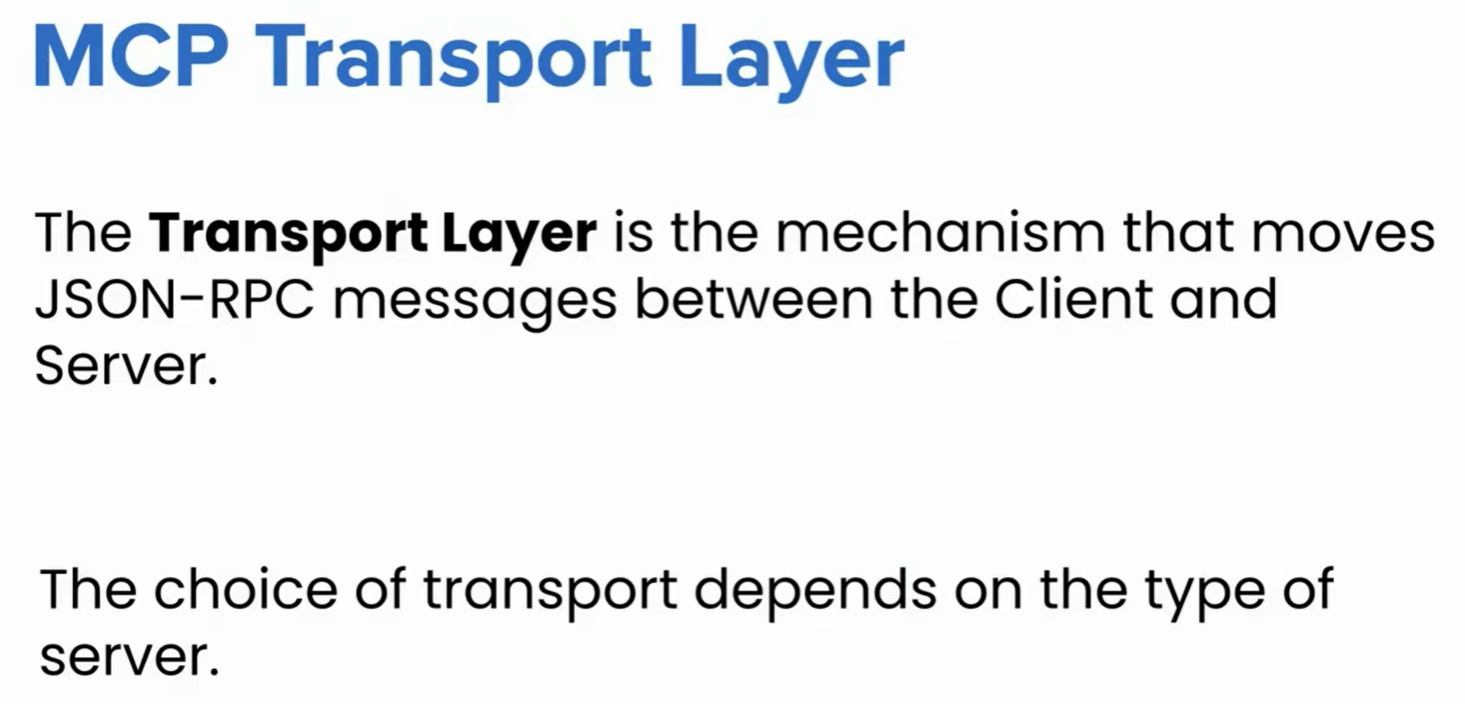 MCP Transport Layer
The Transport Layer is the mechanism that moves
JSON-RPC messages between the Client and
Server.
The choice of transport depends on the type of
server.